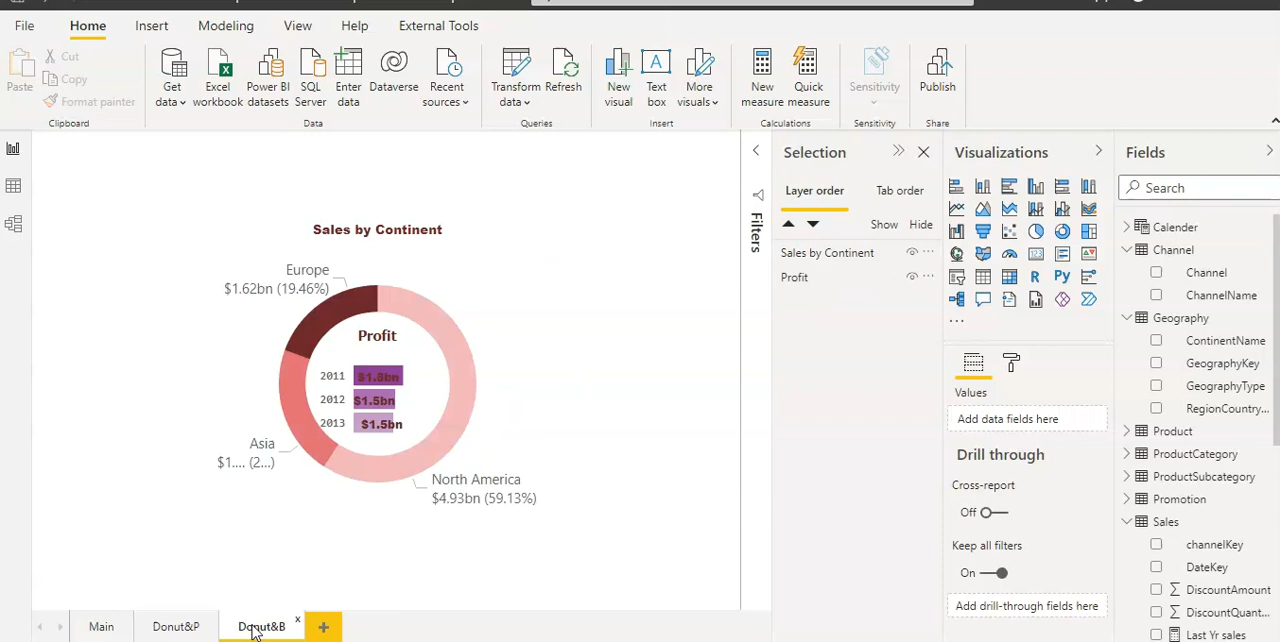 File Home Insert Modeling View Help External Tools
Paste
Cut
Copy
Format painter
Clipboard
Get data
Excel workbook
Power BI datasets
SQL Server
Enter data
Dataverse
Recent sources
Data
Transform data
Refresh
Queries
New visual
Text box
More visuals
Insert
New measure
Quick measure
Calculations
Sensitivity
Sensitivity
Publish
Share
Sales by Continent
Europe
$1.62bn (19.46%)
Profit
2011 $1.8bn
2012 $1.5bn
2013 $1.5bn
Asia
$1.... (2...)
North America
$4.93bn (59.13%)
Filters
Selection
Layer order Tab order
Show Hide
Sales by Continent
Profit
Visualizations
R Py
...
Values
Add data fields here
Drill through
Cross-report
Off
Keep all filters
On
Add drill-through fields here
Fields
Search
Calender
Channel
Channel
ChannelName
Geography
ContinentName
GeographyKey
GeographyType
RegionCountry...
Product
ProductCategory
ProductSubcategory
Promotion
Sales
channelKey
DateKey
DiscountAmount
DiscountQuant...
Last Yr sales
Main Donut&P Donut&B x +